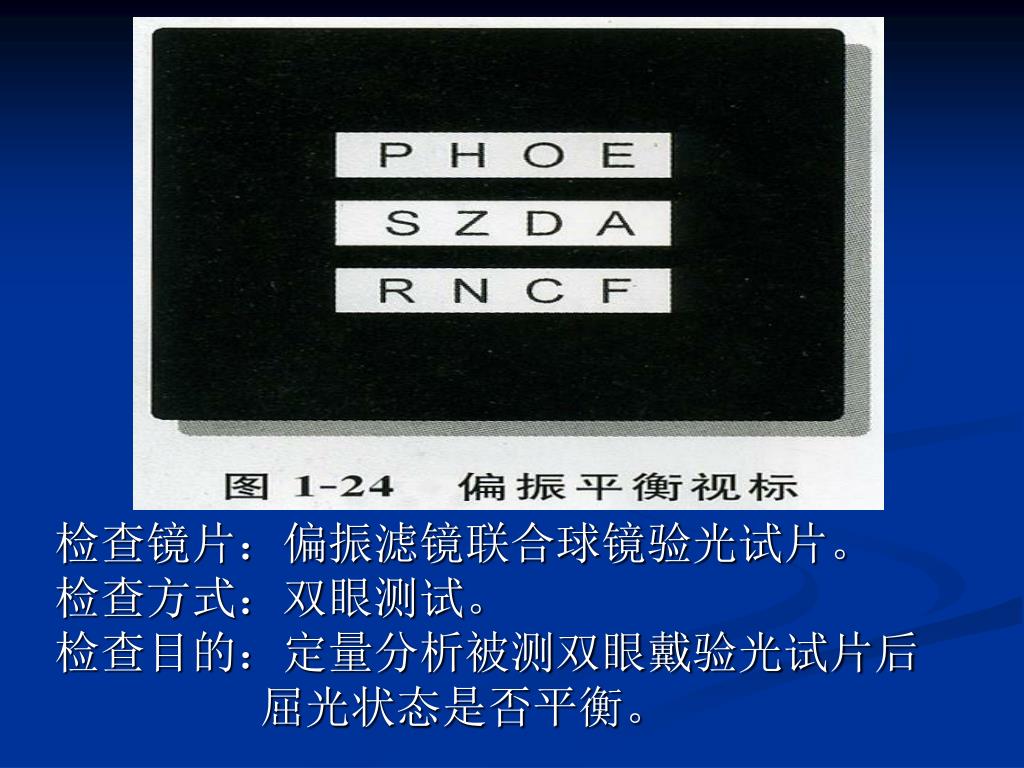 P H O E
S Z D A
R N C F
图 1-24 偏振平衡视标
检查镜片：偏振滤镜联合球镜验光试片。
检查方式：双眼测试。
检查目的：定量分析被测双眼戴验光试片后
屈光状态是否平衡。